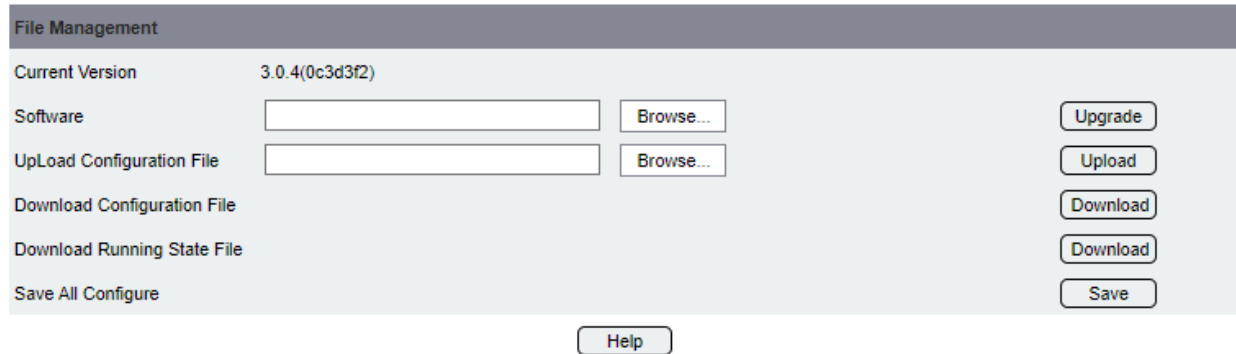 File Management
Current Version 3.0.4(0c3d3f2)
Software Browse... Upgrade
UpLoad Configuration File Browse... Upload
Download Configuration File Download
Download Running State File Download
Save All Configure Save
Help